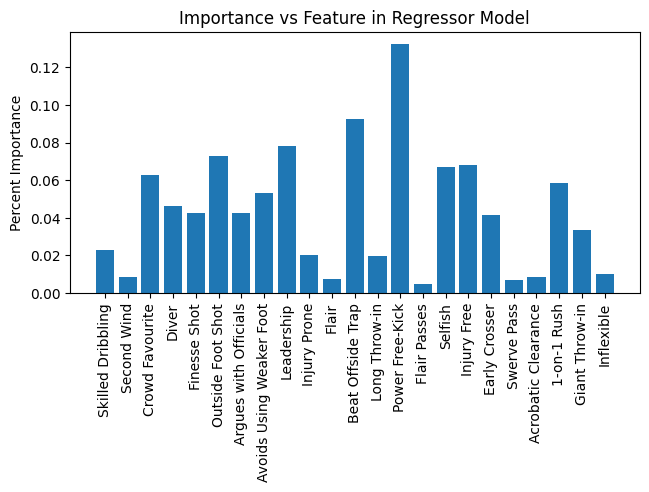 Importance vs Feature in Regressor Model
Percent Importance
0.12
0.10
0.08
0.06
0.04
0.02
0.00
Skilled Dribbling
Second Wind
Crowd Favourite
Diver
Finesse Shot
Outside Foot Shot
Argues with Officials
Avoids Using Weaker Foot
Leadership
Injury Prone
Flair
Beat Offside Trap
Long Throw-in
Power Free-Kick
Flair Passes
Selfish
Injury Free
Early Crosser
Swerve Pass
Acrobatic Clearance
1-on-1 Rush
Giant Throw-in
Inflexible